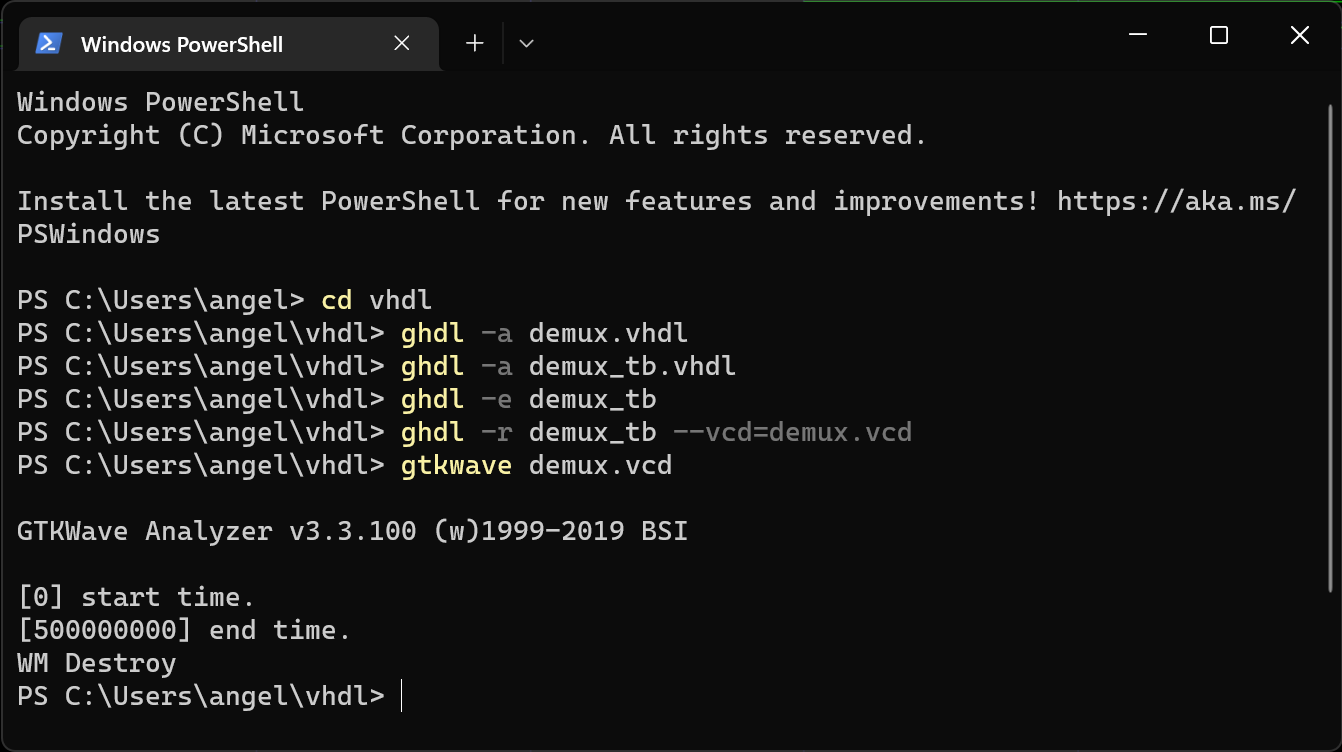 Windows PowerShell
Windows PowerShell
Copyright (C) Microsoft Corporation. All rights reserved.
Install the latest PowerShell for new features and improvements! https://aka.ms/
PSWindows
PS C:\Users\angel> cd vhdl
PS C:\Users\angel\vhdl> ghdl -a demux.vhdl
PS C:\Users\angel\vhdl> ghdl -a demux_tb.vhdl
PS C:\Users\angel\vhdl> ghdl -e demux_tb
PS C:\Users\angel\vhdl> ghdl -r demux_tb --vcd=demux.vcd
PS C:\Users\angel\vhdl> gtkwave demux.vcd
GTKWave Analyzer v3.3.100 (w)1999-2019 BSI
[0] start time.
[500000000] end time.
WM Destroy
PS C:\Users\angel\vhdl>